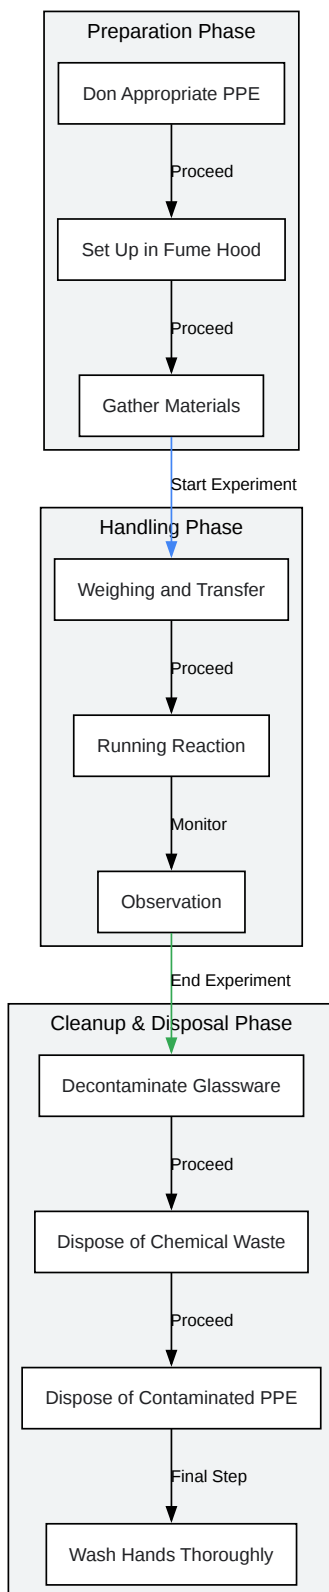 Preparation Phase
Don Appropriate PPE
Proceed
Set Up in Fume Hood
Proceed
Gather Materials
Start Experiment
Handling Phase
Weighing and Transfer
Proceed
Running Reaction
Monitor
Observation
End Experiment
Cleanup & Disposal Phase
Decontaminate Glassware
Proceed
Dispose of Chemical Waste
Proceed
Dispose of Contaminated PPE
Final Step
Wash Hands Thoroughly